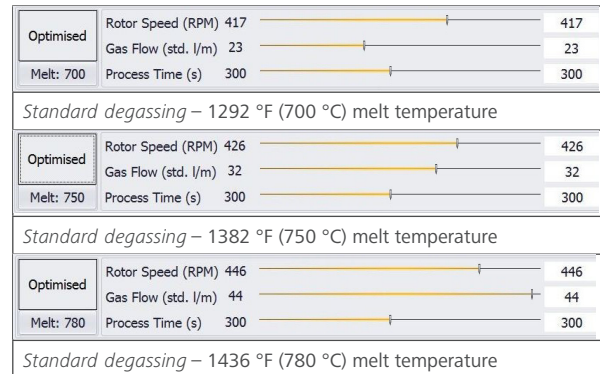 Optimised
Melt: 700
Rotor Speed (RPM) 417 417
Gas Flow (std. l/m) 23 23
Process Time (s) 300 300
Standard degassing – 1292 °F (700 °C) melt temperature
Optimised
Melt: 750
Rotor Speed (RPM) 426 426
Gas Flow (std. l/m) 32 32
Process Time (s) 300 300
Standard degassing – 1382 °F (750 °C) melt temperature
Optimised
Melt: 780
Rotor Speed (RPM) 446 446
Gas Flow (std. l/m) 44 44
Process Time (s) 300 300
Standard degassing – 1436 °F (780 °C) melt temperature